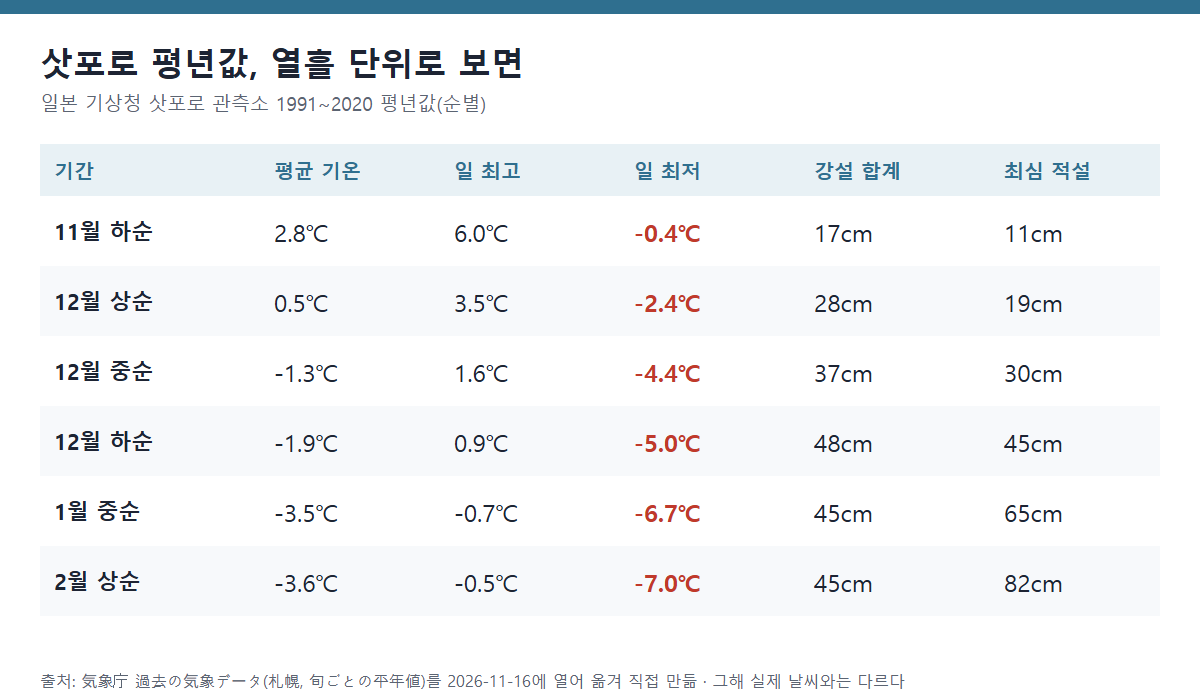 삿포로 평년값, 열흘 단위로 보면
일본 기상청 삿포로 관측소 1991~2020 평년값(순별)
기간 평균 기온 일 최고 일 최저 강설 합계 최심 적설
11월 하순 2.8℃ 6.0℃ -0.4℃ 17cm 11cm
12월 상순 0.5℃ 3.5℃ -2.4℃ 28cm 19cm
12월 중순 -1.3℃ 1.6℃ -4.4℃ 37cm 30cm
12월 하순 -1.9℃ 0.9℃ -5.0℃ 48cm 45cm
1월 중순 -3.5℃ -0.7℃ -6.7℃ 45cm 65cm
2월 상순 -3.6℃ -0.5℃ -7.0℃ 45cm 82cm
출처: 気象庁 過去の気象データ(札幌, 旬ごとの平年値)를 2026-11-16에 열어 옮겨 직접 만듦 · 그해 실제 날씨와는 다르다